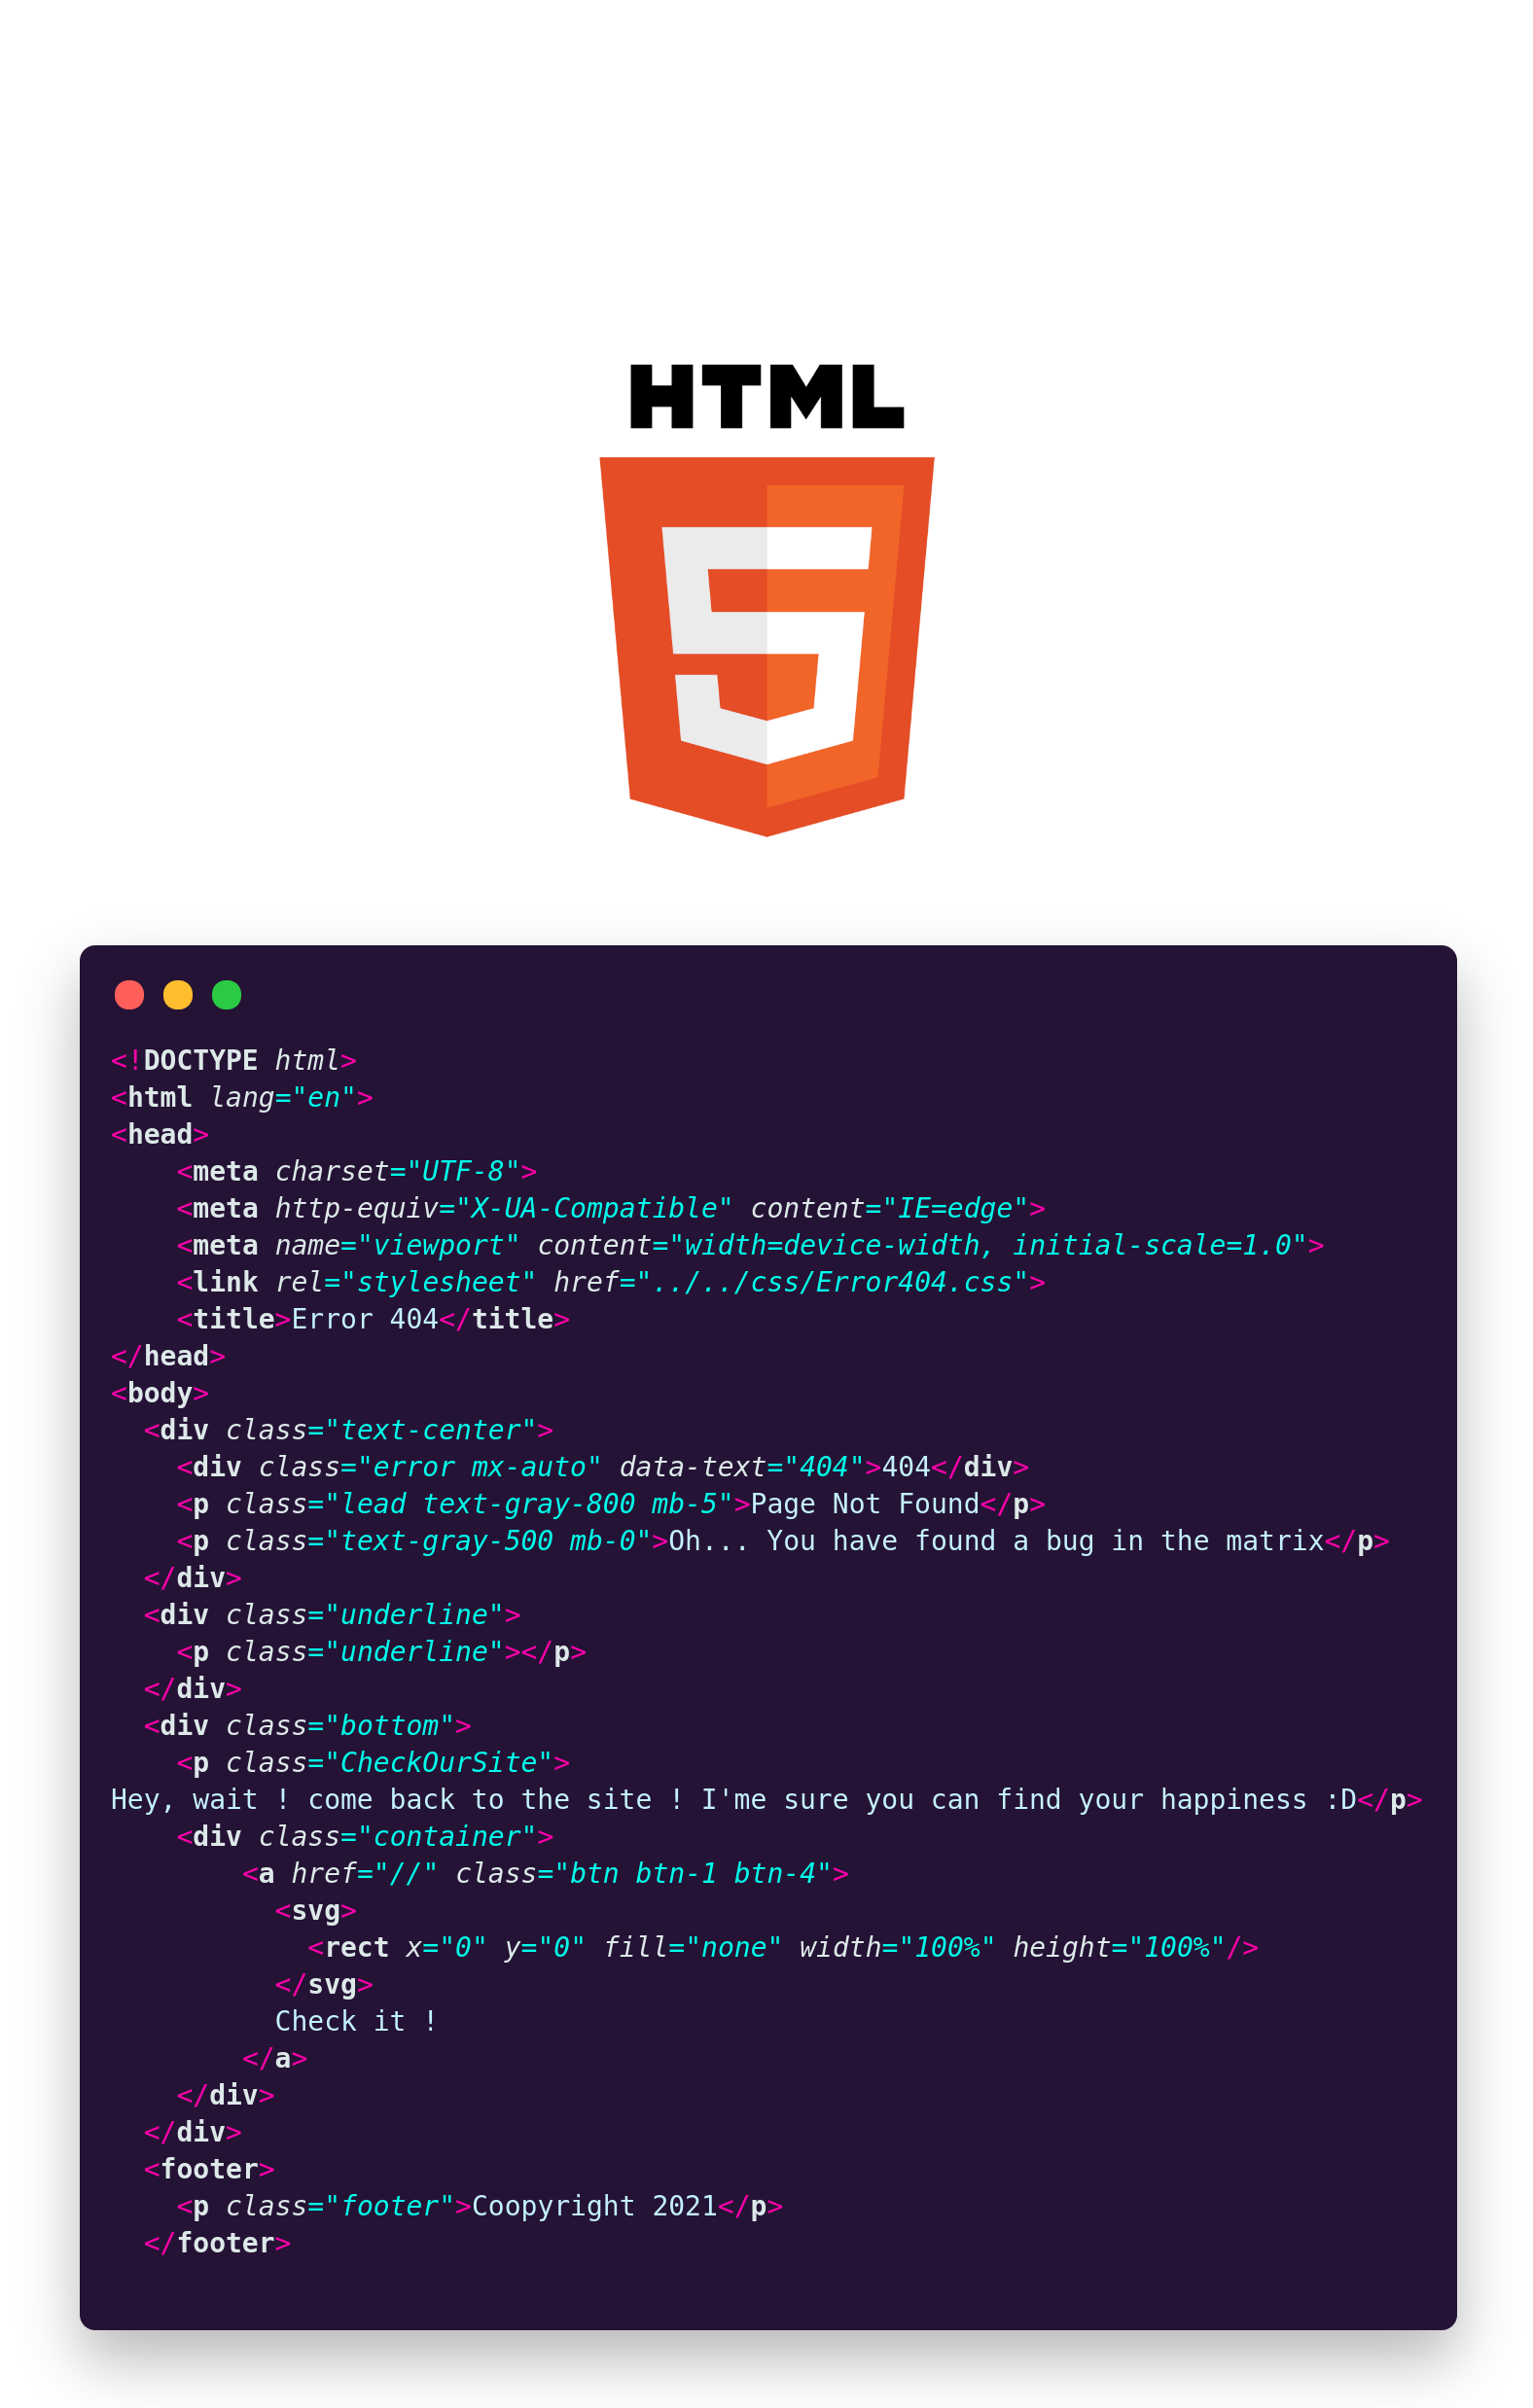 HTML
5
<!DOCTYPE html>
<html lang="en">
<head>
    <meta charset="UTF-8">
    <meta http-equiv="X-UA-Compatible" content="IE=edge">
    <meta name="viewport" content="width=device-width, initial-scale=1.0">
    <link rel="stylesheet" href="../../css/Error404.css">
    <title>Error 404</title>
</head>
<body>
  <div class="text-center">
    <div class="error mx-auto" data-text="404">404</div>
    <p class="lead text-gray-800 mb-5">Page Not Found</p>
    <p class="text-gray-500 mb-0">Oh... You have found a bug in the matrix</p>
  </div>
  <div class="underline">
    <p class="underline"></p>
  </div>
  <div class="bottom">
    <p class="CheckOurSite">
Hey, wait ! come back to the site ! I'me sure you can find your happiness :D</p>
    <div class="container">
        <a href="//" class="btn btn-1 btn-4">
          <svg>
            <rect x="0" y="0" fill="none" width="100%" height="100%"/>
          </svg>
          Check it !
        </a>
    </div>
  </div>
  <footer>
    <p class="footer">Coopyright 2021</p>
  </footer>